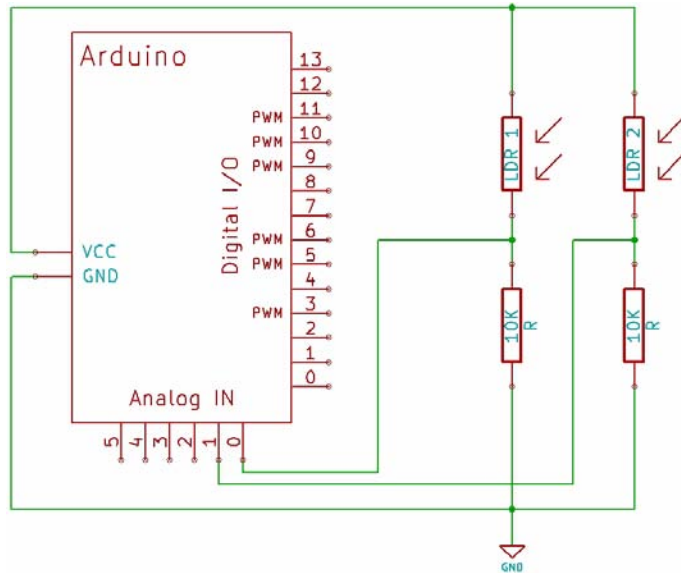 Arduino
13
12
PWM 11
PWM 10
PWM 9
8
7
PWM 6
PWM 5
4
PWM 3
2
1
0
Digital I/O
VCC
GND
Analog IN
5 4 3 2 1 0
LDR 1
LDR 2
10K R
10K R
GND